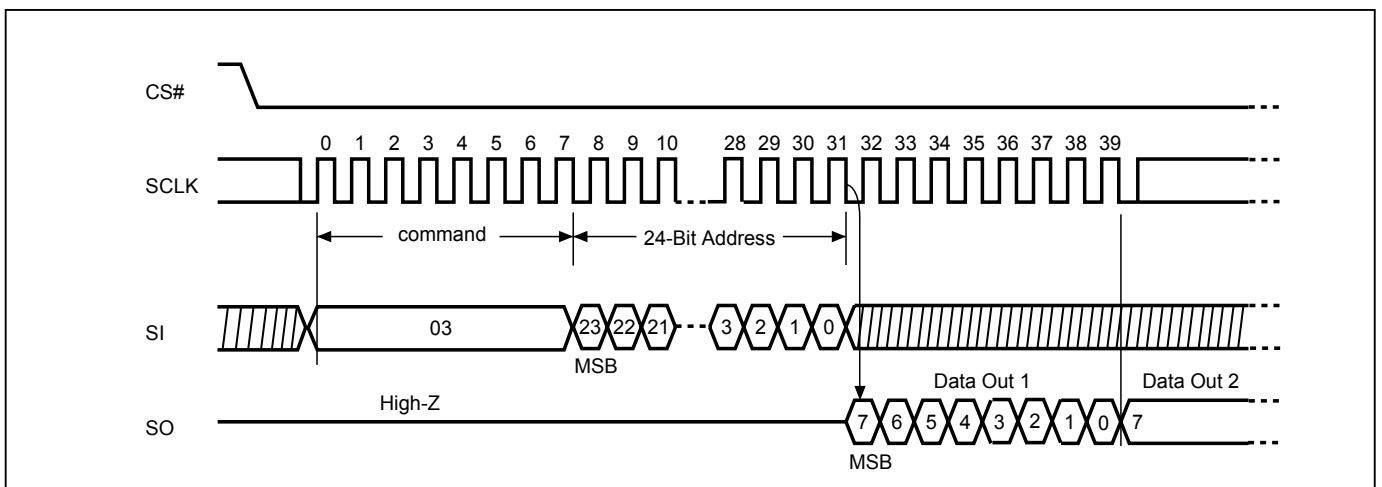 CS#
0 1 2 3 4 5 6 7 8 9 10 28 29 30 31 32 33 34 35 36 37 38 39
SCLK
command 24-Bit Address
SI 03 23 22 21 3 2 1 0
MSB
Data Out 1 Data Out 2
High-Z
SO 7 6 5 4 3 2 1 0 7
MSB